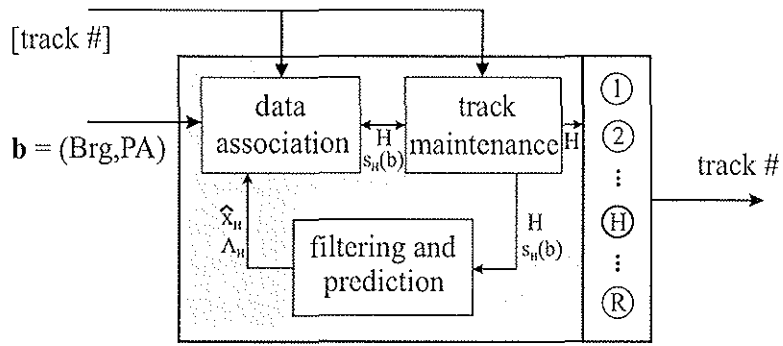 [track #]
b = (Brg,PA)
data
association
H
s_H(b)
track
maintenance
H
x̂_H
Λ_H
filtering and
prediction
H
s_H(b)
1
2
⋮
H
⋮
R
track #